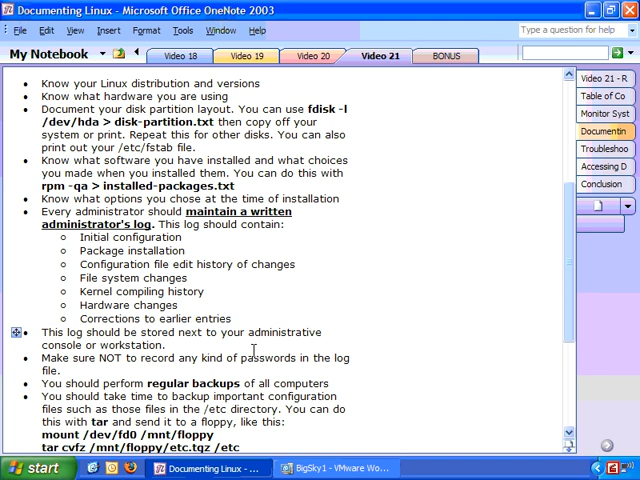 Documenting Linux - Microsoft Office OneNote 2003
File Edit View Insert Format Tools Window Help
Type a question for help
My Notebook
Video 18
Video 19
Video 20
Video 21
BONUS
Know your Linux distribution and versions
Know what hardware you are using
Document your disk partition layout. You can use fdisk -l
/dev/hda > disk-partition.txt then copy off your
system or print. Repeat this for other disks. You can also
print out your /etc/fstab file.
Know what software you have installed and what choices
you made when you installed them. You can do this with
rpm -qa > installed-packages.txt
Know what options you chose at the time of installation
Every administrator should maintain a written
administrator's log. This log should contain:
Initial configuration
Package installation
Configuration file edit history of changes
File system changes
Kernel compiling history
Hardware changes
Corrections to earlier entries
This log should be stored next to your administrative
console or workstation.
Make sure NOT to record any kind of passwords in the log
file.
You should perform regular backups of all computers
You should take time to backup important configuration
files such as those files in the /etc directory. You can do
this with tar and send it to a floppy, like this:
mount /dev/fd0 /mnt/floppy
tar cvfz /mnt/floppy/etc.tgz /etc
Video 21 - R
Table of Co
Monitor Syst
Documentin
Troubleshoo
Accessing D
Conclusion
start
Documenting Linux - ...
BigSky1 - VMware Wo...
4:46 PM